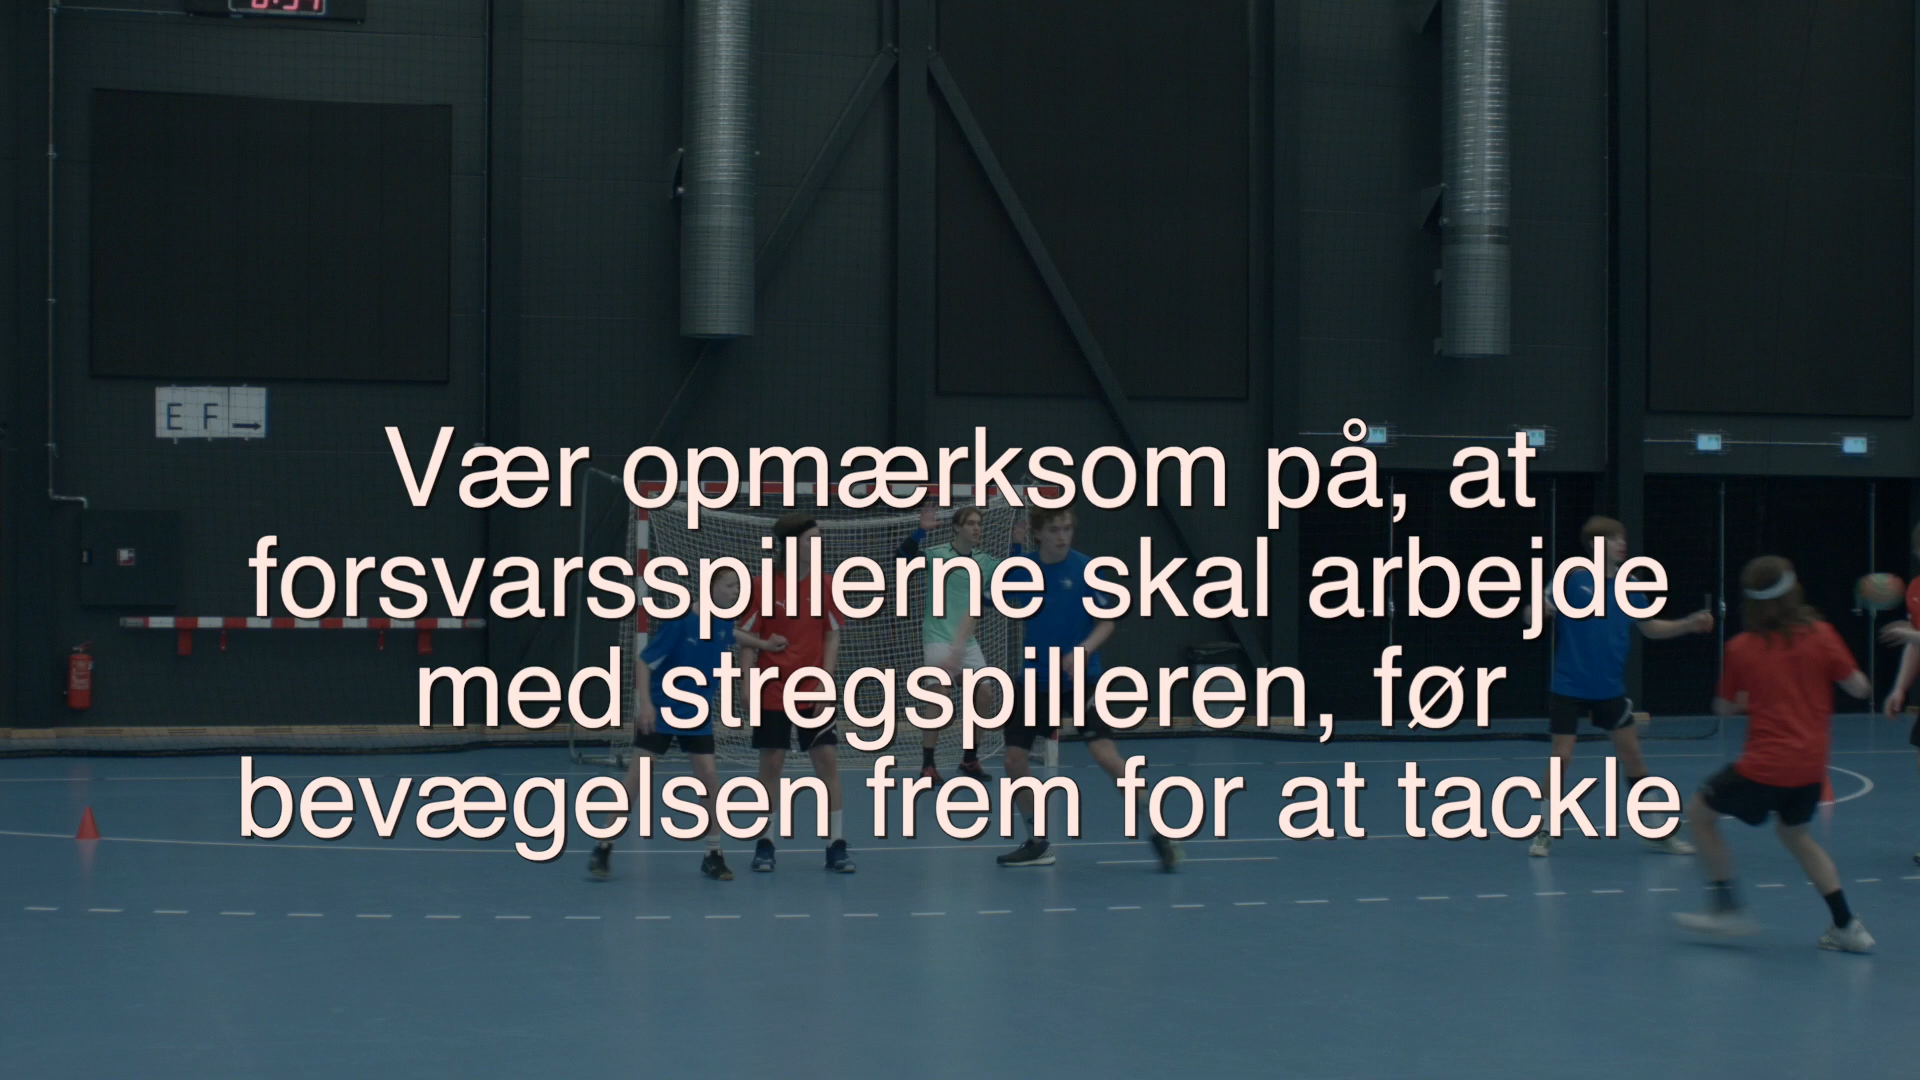 E F →
Vær opmærksom på, at
forsvarsspillerne skal arbejde
med stregspilleren, før
bevægelsen frem for at tackle